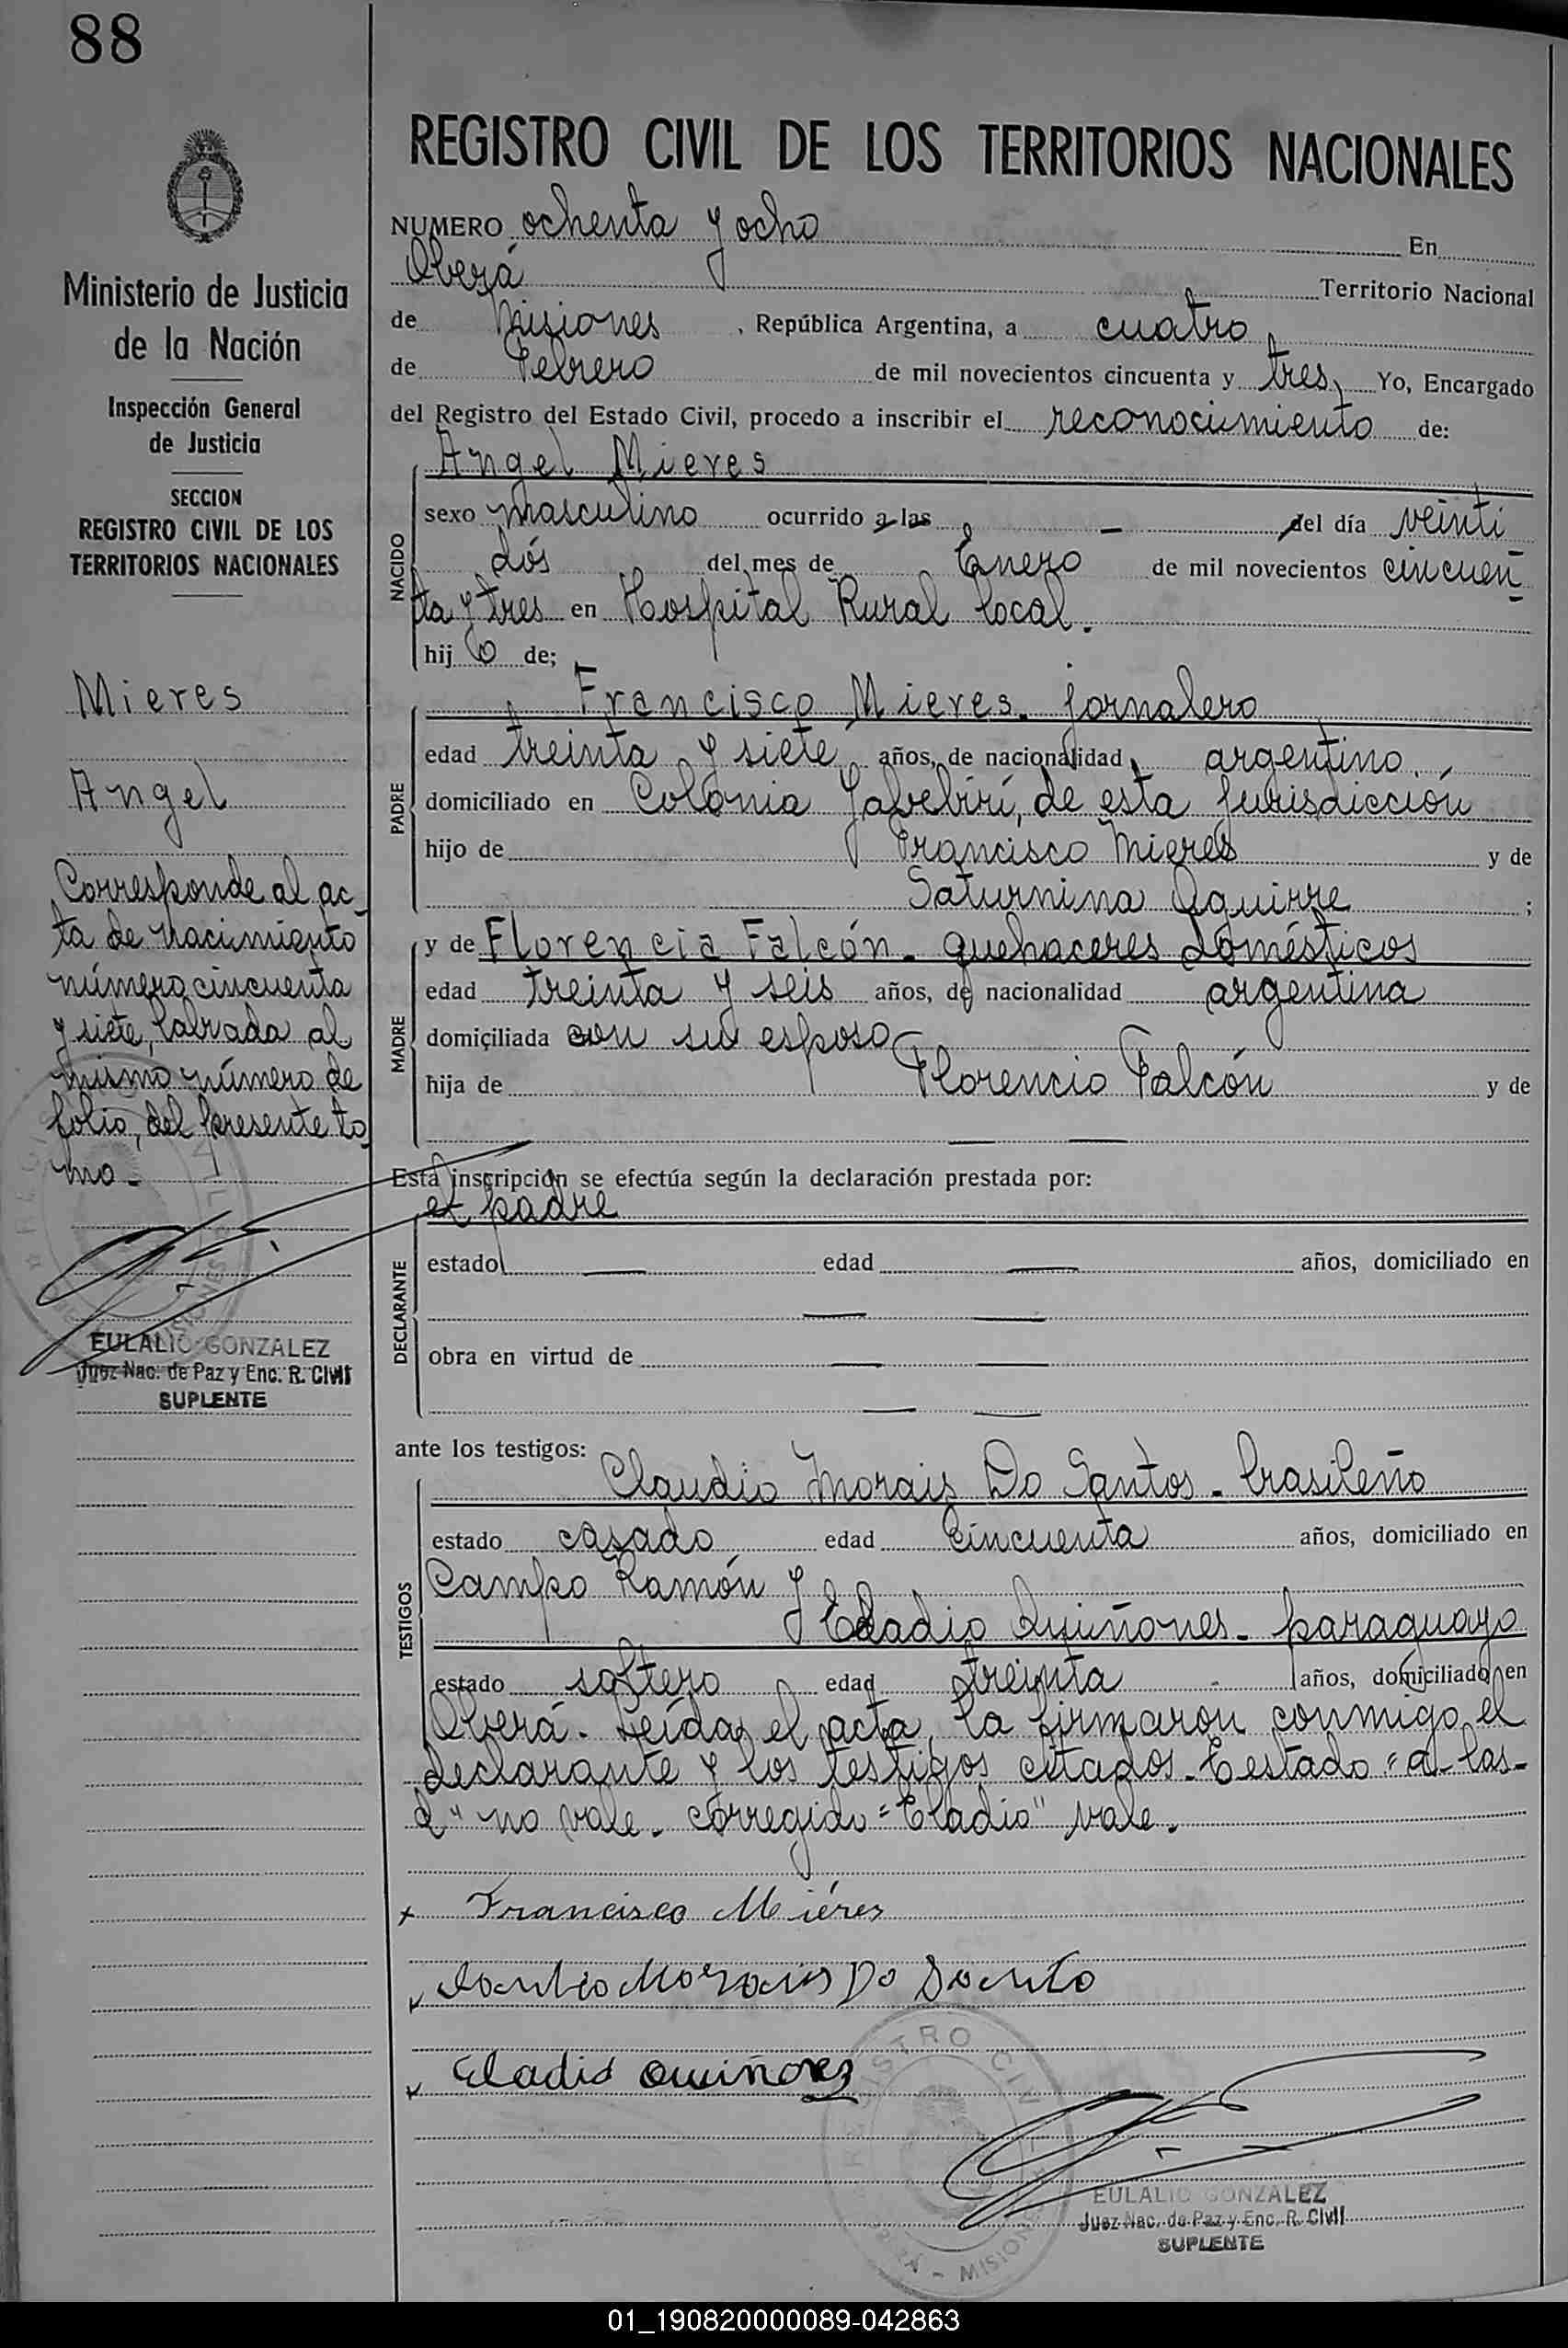 88
REGISTRO CIVIL DE LOS TERRITORIOS NACIONALES
NUMERO ochenta y ocho En
Oberá Territorio Nacional
de Misiones, República Argentina, a cuatro
de Febrero de mil novecientos cincuenta y tres, Yo, Encargado
del Registro del Estado Civil, procedo a inscribir el reconocimiento de:
NACIDO
Angel Mieres
sexo masculino ocurrido a las — del día veinti
dós del mes de Enero de mil novecientos cincuen
ta y tres en Hospital Rural local.
hij o de;
PADRE
Francisco Mieres. jornalero
edad treinta y siete años, de nacionalidad argentino.
domiciliado en Colonia Yabebirí, de esta jurisdicción
hijo de Francisco Mieres y de
Saturnina Aguirre ;
MADRE
y de Florencia Falcón. quehaceres domésticos
edad treinta y seis años, de nacionalidad argentina
domiciliada con su esposo
hija de Florencio Falcón y de
— —
Esta inscripción se efectúa según la declaración prestada por:
el padre
DECLARANTE
estado — edad — años, domiciliado en
— —
obra en virtud de — —
— —
ante los testigos:
TESTIGOS
Claudio Morais Do Santos. brasileño
estado casado edad cincuenta años, domiciliado en
Campo Ramón y
Eladio Quiñones. paraguayo
estado soltero edad treinta años, domiciliado en
Oberá. Leída el acta, la firmaron conmigo el
declarante y los testigos citados. Testado = a las-
d" no vale. Corregido = "Eladio" vale.
x Francisco Miéres
Morais Do
Eladio Quiñonez
EULALIO GONZALEZ
Juez Nac. de Paz y Enc. R. Civil
SUPLENTE
Ministerio de Justicia
de la Nación
Inspección General
de Justicia
SECCION
REGISTRO CIVIL DE LOS
TERRITORIOS NACIONALES
Mieres
Angel
Corresponde al ac
ta de nacimiento
número cincuenta
y siete, labrada al
mismo número de
folio, del presente to
mo.
EULALIO GONZALEZ
Juez Nac. de Paz y Enc. R. Civil
SUPLENTE
REGISTRO CIVIL
MISIONES
01_190820000089-042863